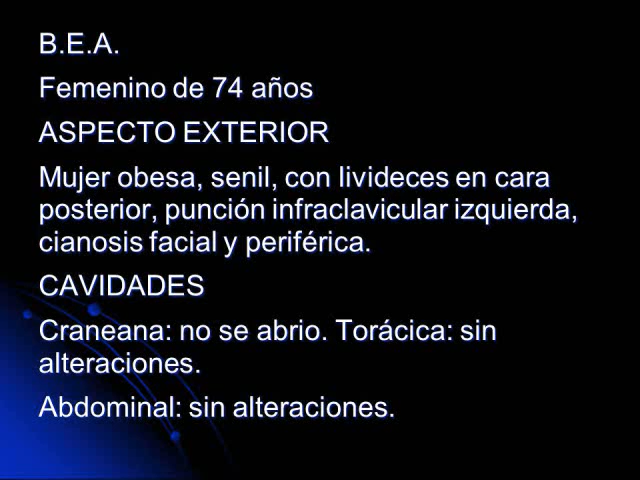 B.E.A.
Femenino de 74 años
ASPECTO EXTERIOR
Mujer obesa, senil, con livideces en cara
posterior, punción infraclavicular izquierda,
cianosis facial y periférica.
CAVIDADES
Craneana: no se abrio. Torácica: sin
alteraciones.
Abdominal: sin alteraciones.